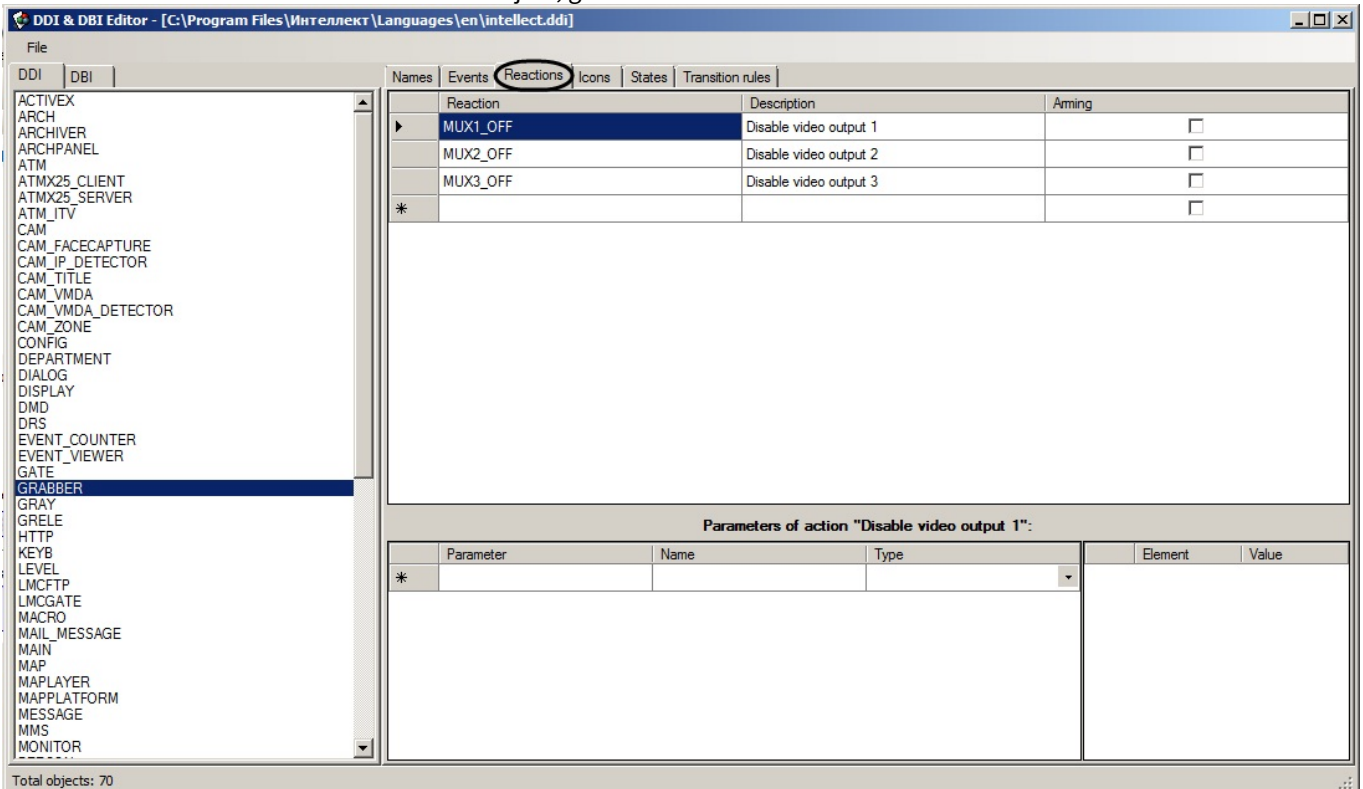 DDI & DBI Editor - [C:\Program Files\Интеллект\Languages\en\intellect.ddi]
File
DDI DBI
Names Events Reactions Icons States Transition rules
ACTIVEX
ARCH
ARCHIVER
ARCHPANEL
ATM
ATMX25_CLIENT
ATMX25_SERVER
ATM_ITV
CAM
CAM_FACECAPTURE
CAM_IP_DETECTOR
CAM_TITLE
CAM_VMDA
CAM_VMDA_DETECTOR
CAM_ZONE
CONFIG
DEPARTMENT
DIALOG
DISPLAY
DMD
DRS
EVENT_COUNTER
EVENT_VIEWER
GATE
GRABBER
GRAY
GRELE
HTTP
KEYB
LEVEL
LMCFTP
LMCGATE
MACRO
MAIL_MESSAGE
MAIN
MAP
MAPLAYER
MAPPLATFORM
MESSAGE
MMS
MONITOR
Reaction Description Arming
MUX1_OFF Disable video output 1
MUX2_OFF Disable video output 2
MUX3_OFF Disable video output 3
Parameters of action "Disable video output 1":
Parameter Name Type Element Value
Total objects: 70